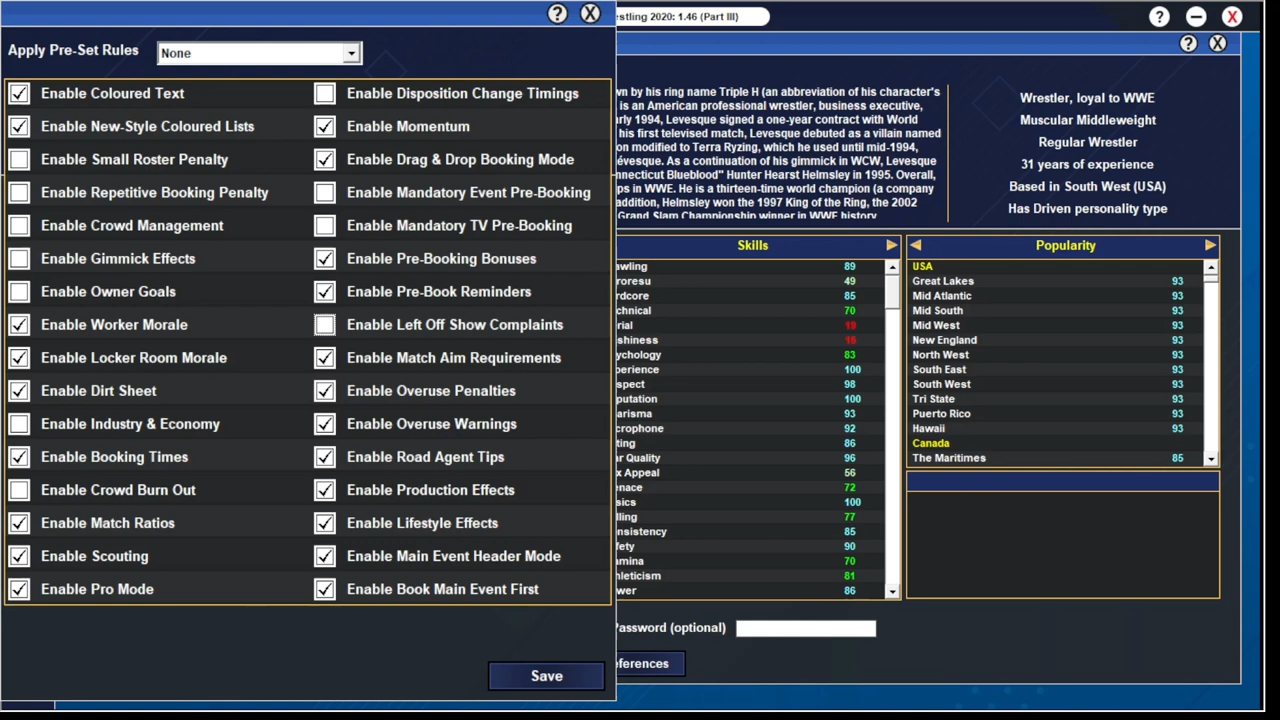 ? X
Apply Pre-Set Rules None
Enable Coloured Text
Enable New-Style Coloured Lists
Enable Small Roster Penalty
Enable Repetitive Booking Penalty
Enable Crowd Management
Enable Gimmick Effects
Enable Owner Goals
Enable Worker Morale
Enable Locker Room Morale
Enable Dirt Sheet
Enable Industry & Economy
Enable Booking Times
Enable Crowd Burn Out
Enable Match Ratios
Enable Scouting
Enable Pro Mode
Enable Disposition Change Timings
Enable Momentum
Enable Drag & Drop Booking Mode
Enable Mandatory Event Pre-Booking
Enable Mandatory TV Pre-Booking
Enable Pre-Booking Bonuses
Enable Pre-Book Reminders
Enable Left Off Show Complaints
Enable Match Aim Requirements
Enable Overuse Penalties
Enable Overuse Warnings
Enable Road Agent Tips
Enable Production Effects
Enable Lifestyle Effects
Enable Main Event Header Mode
Enable Book Main Event First
Save
stling 2020: 1.46 (Part III)
? X
? X
wn by his ring name Triple H (an abbreviation of his character's
is an American professional wrestler, business executive,
rly 1994, Levesque signed a one-year contract with World
his first televised match, Levesque debuted as a villain named
on modified to Terra Ryzing, which he used until mid-1994,
évesque. As a continuation of his gimmick in WCW, Levesque
nnecticut Blueblood" Hunter Hearst Helmsley in 1995. Overall,
ps in WWE. He is a thirteen-time world champion (a company
addition, Helmsley won the 1997 King of the Ring, the 2002
Grand Slam Championship winner in WWE history
Wrestler, loyal to WWE
Muscular Middleweight
Regular Wrestler
31 years of experience
Based in South West (USA)
Has Driven personality type
Skills
awling 89
roresu 49
rdcore 85
chnical 70
rial 19
shiness 16
ychology 83
perience 100
spect 98
putation 100
arisma 93
crophone 92
ting 86
ar Quality 96
x Appeal 56
enace 72
sics 100
lling 77
nsistency 85
fety 90
amina 70
hleticism 81
wer 86
Popularity
USA
Great Lakes 93
Mid Atlantic 93
Mid South 93
Mid West 93
New England 93
North West 93
South East 93
South West 93
Tri State 93
Puerto Rico 93
Hawaii 93
Canada
The Maritimes 85
Password (optional)
eferences